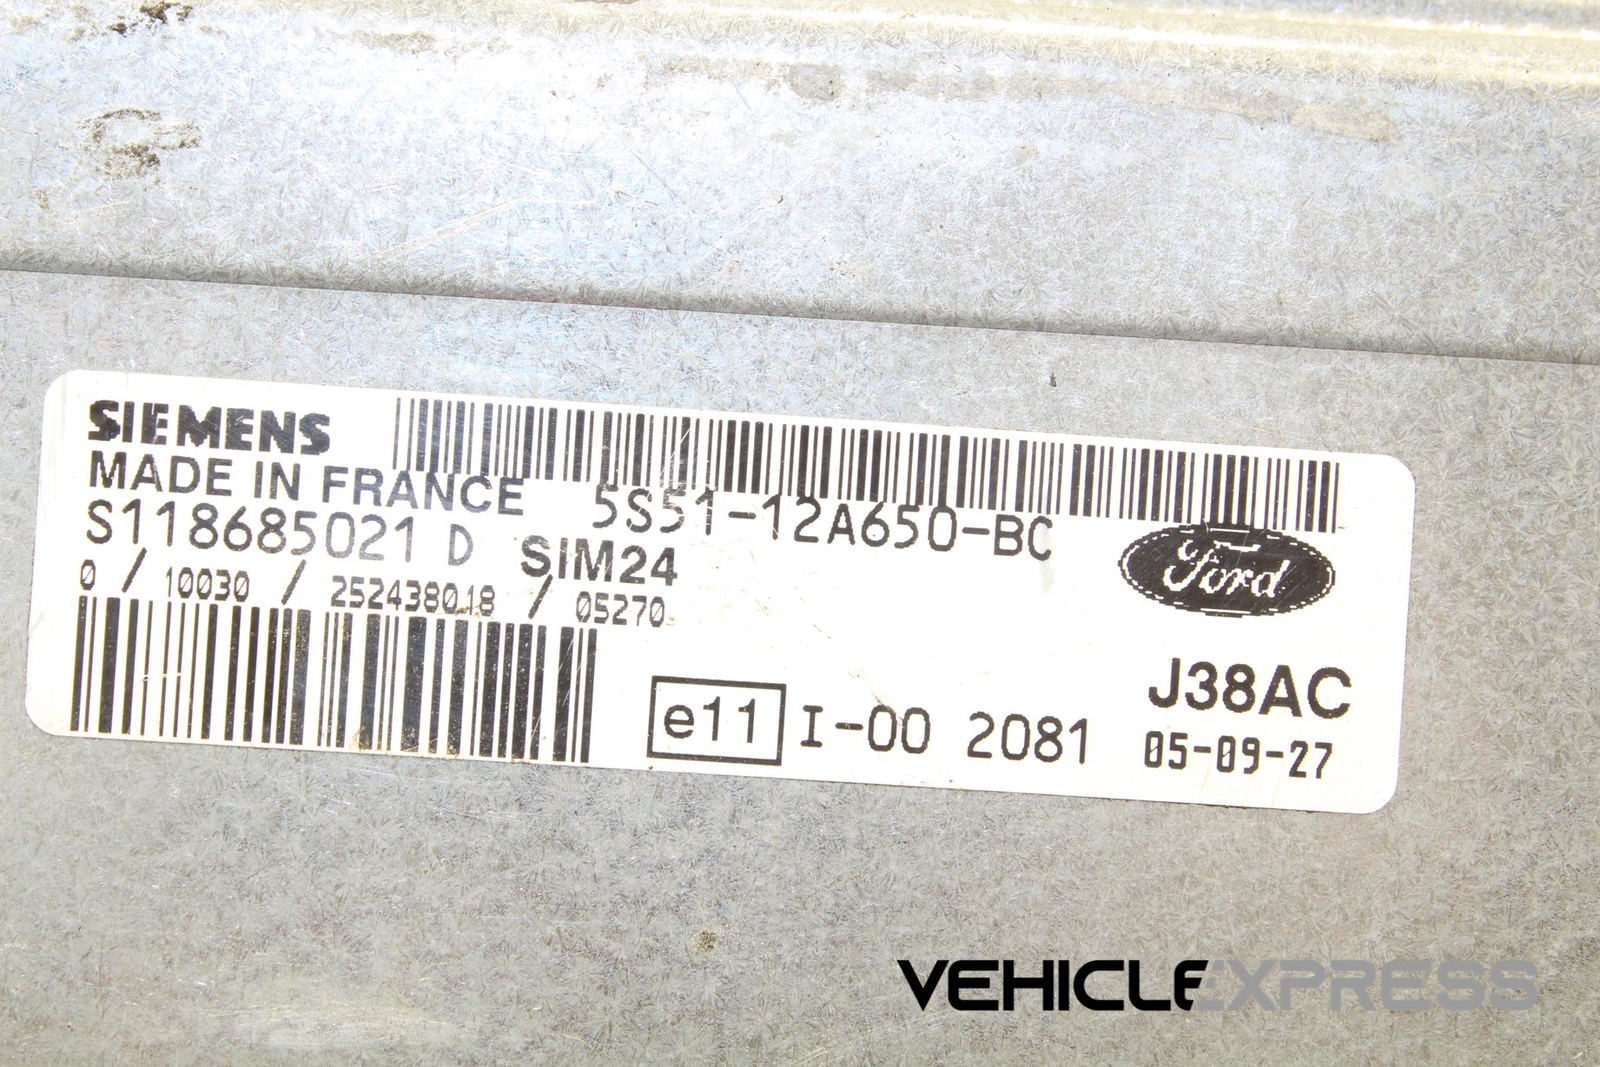 SIEMENS
MADE IN FRANCE
5S51-12A650-BC
S118685021 D SIM24
0 / 10030 / 252438018 / 05270
Ford
J38AC
e11 I-00 2081
05-09-27
VEHICLEEXPRESS